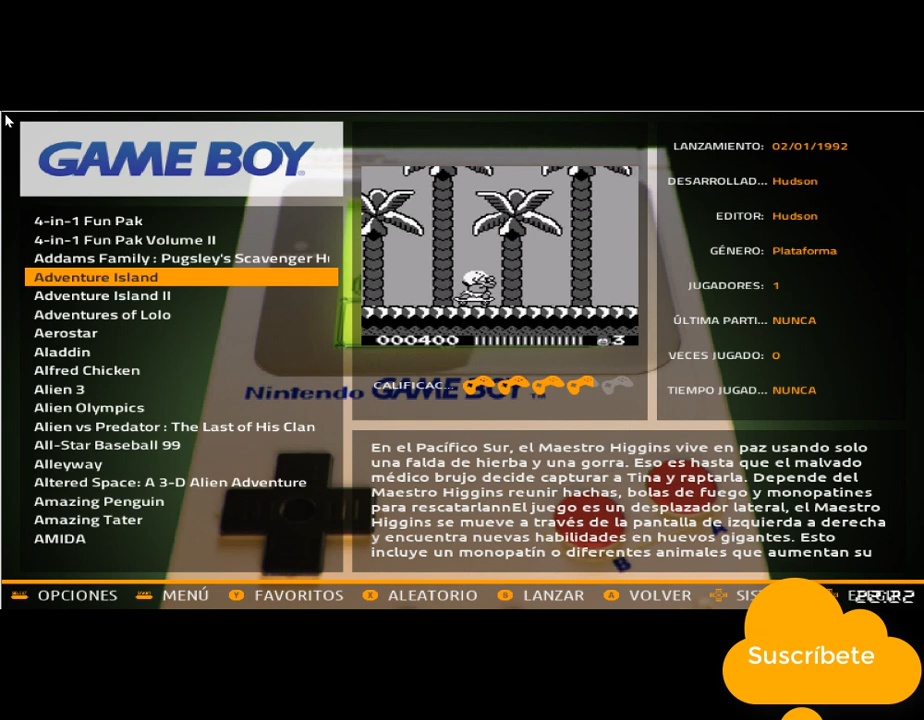 GAME BOY
4-in-1 Fun Pak
4-in-1 Fun Pak Volume II
Addams Family : Pugsley's Scavenger Hu
Adventure Island
Adventure Island II
Adventures of Lolo
Aerostar
Aladdin
Alfred Chicken
Alien 3
Alien Olympics
Alien vs Predator : The Last of His Clan
All-Star Baseball 99
Alleyway
Altered Space: A 3-D Alien Adventure
Amazing Penguin
Amazing Tater
AMIDA
000400
3
CALIFICAC...
Nintendo GAME BOY™
LANZAMIENTO: 02/01/1992
DESARROLLAD... Hudson
EDITOR: Hudson
GÉNERO: Plataforma
JUGADORES: 1
ÚLTIMA PARTI... NUNCA
VECES JUGADO: 0
TIEMPO JUGAD... NUNCA
En el Pacífico Sur, el Maestro Higgins vive en paz usando solo
una falda de hierba y una gorra. Eso es hasta que el malvado
médico brujo decide capturar a Tina y raptarla. Depende del
Maestro Higgins reunir hachas, bolas de fuego y monopatines
para rescatarlannEl juego es un desplazador lateral, el Maestro
Higgins se mueve a través de la pantalla de izquierda a derecha
y encuentra nuevas habilidades en huevos gigantes. Esto
incluye un monopatín o diferentes animales que aumentan su
A
B
OPCIONES MENÚ Y FAVORITOS X ALEATORIO S LANZAR A VOLVER
Suscríbete